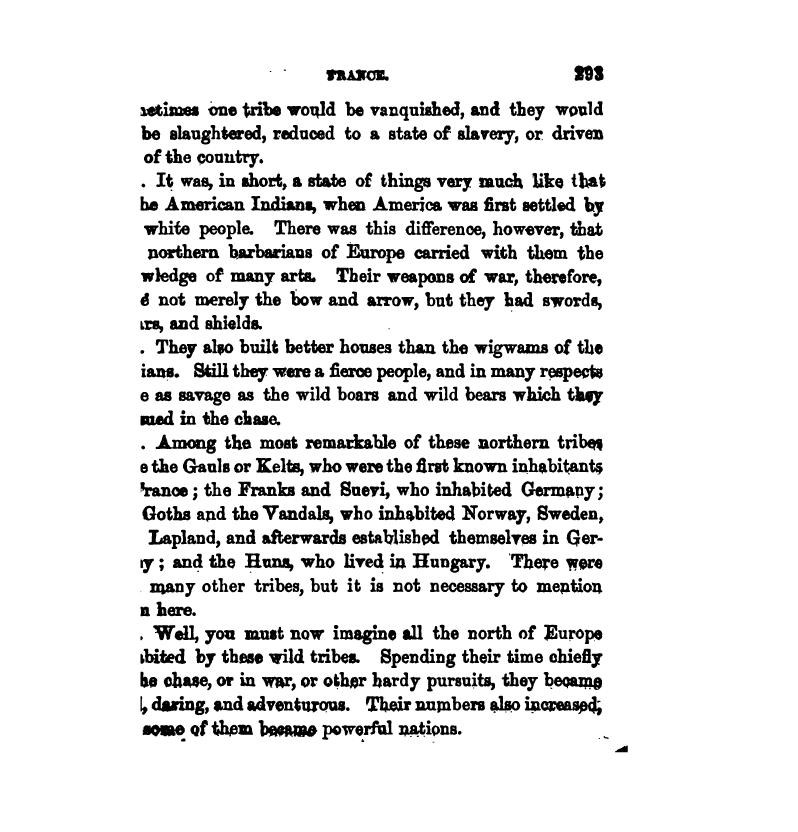 FRANCE. 293
etimes one tribe would be vanquished, and they would
be slaughtered, reduced to a state of slavery, or driven
of the country.
. It was, in short, a state of things very much like that
he American Indians, when America was first settled by
white people. There was this difference, however, that
northern barbarians of Europe carried with them the
wledge of many arts. Their weapons of war, therefore,
d not merely the bow and arrow, but they had swords,
rs, and shields.
. They also built better houses than the wigwams of the
ians. Still they were a fierce people, and in many respects
e as savage as the wild boars and wild bears which they
med in the chase.
. Among the most remarkable of these northern tribes
e the Gauls or Kelts, who were the first known inhabitants
France; the Franks and Suevi, who inhabited Germany;
Goths and the Vandals, who inhabited Norway, Sweden,
Lapland, and afterwards established themselves in Ger-
y; and the Huns, who lived in Hungary. There were
many other tribes, but it is not necessary to mention
n here.
. Well, you must now imagine all the north of Europe
bited by these wild tribes. Spending their time chiefly
he chase, or in war, or other hardy pursuits, they became
l, daring, and adventurous. Their numbers also increased;
some of them became powerful nations.